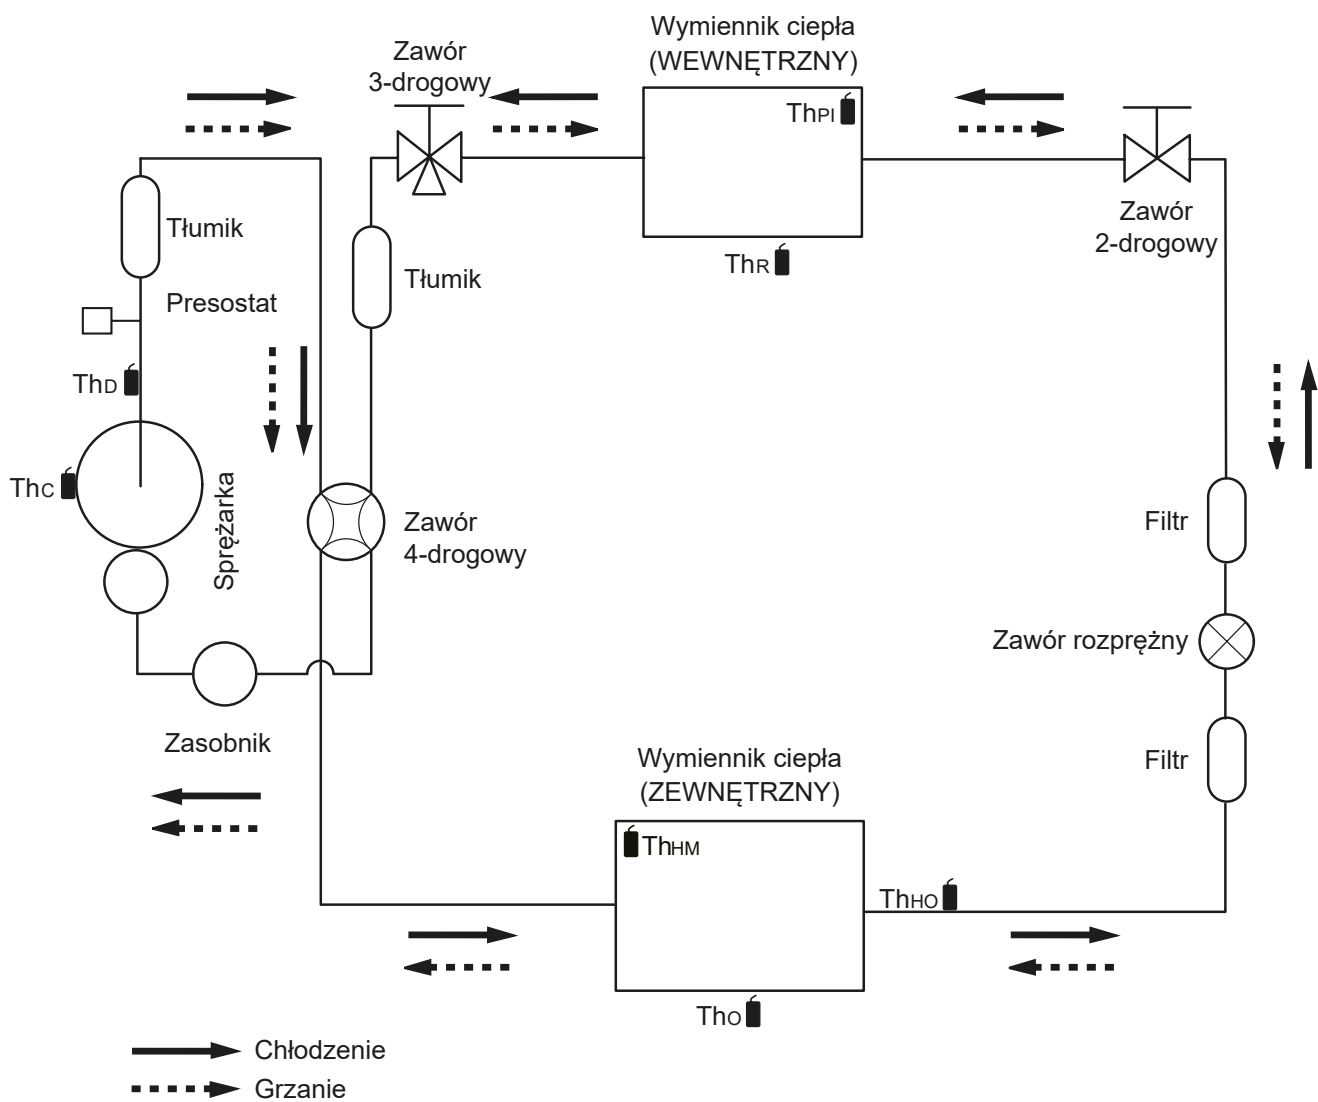 Wymiennik ciepła
(WEWNĘTRZNY)
Zawór
3-drogowy
ThPI
Tłumik
Zawór
2-drogowy
ThR
Tłumik
Presostat
ThD
ThC
Sprężarka
Zawór
4-drogowy
Filtr
Zawór rozprężny
Zasobnik
Wymiennik ciepła
(ZEWNĘTRZNY)
Filtr
ThHM
ThHO
ThO
Chłodzenie
Grzanie